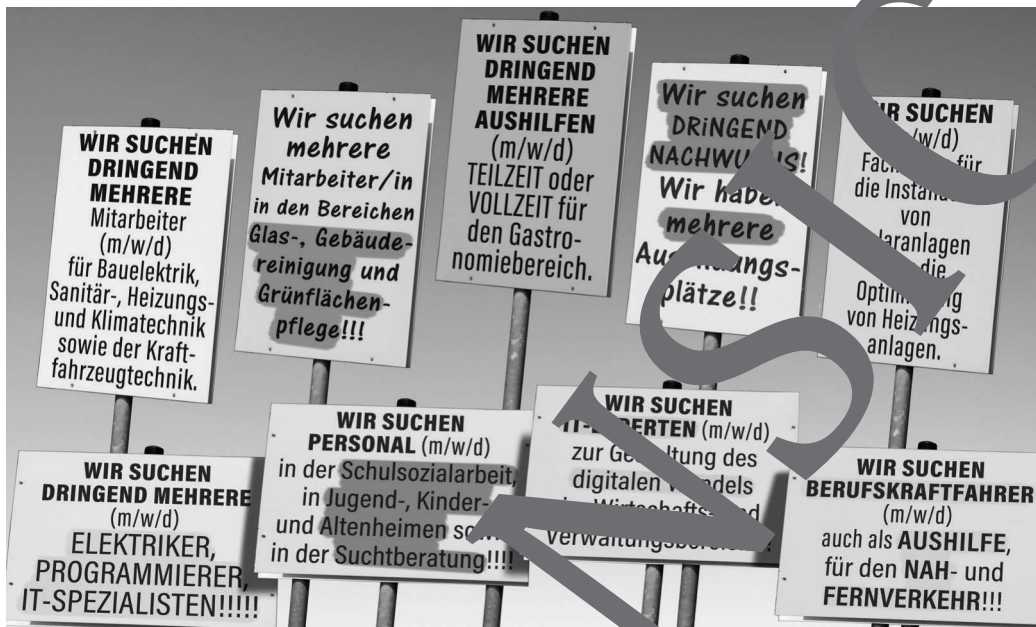 WIR SUCHEN
DRINGEND
MEHRERE
Mitarbeiter
(m/w/d)
für Bauelektrik,
Sanitär-, Heizungs-
und Klimatechnik
sowie der Kraft-
fahrzeugtechnik.
Wir suchen
mehrere
Mitarbeiter/in
in den Bereichen
Glas-, Gebäude-
reinigung und
Grünflächen-
pflege!!!
WIR SUCHEN
DRINGEND
MEHRERE
AUSHILFEN
(m/w/d)
TEILZEIT oder
VOLLZEIT für
den Gastro-
nomiebereich.
Wir suchen
DRiNGEND
Wir
mehrere
plätze!!
SUCHEN
für
die
von
die
von Heizungs-
anlagen.
WIR SUCHEN
DRINGEND MEHRERE
(m/w/d)
ELEKTRIKER,
PROGRAMMIERER,
IT-SPEZIALISTEN!!!!!
WIR SUCHEN
PERSONAL (m/w/d)
in der Schulsozialarbeit,
in Jugend-, Kinder-
und Altenheimen
in der Suchtberatung!!!!
WIR SUCHEN
(m/w/d)
zur des
digitalen
WIR SUCHEN
BERUFSKRAFTFAHRER
(m/w/d)
auch als AUSHILFE,
für den NAH- und
FERNVERKEHR!!!
NSIC